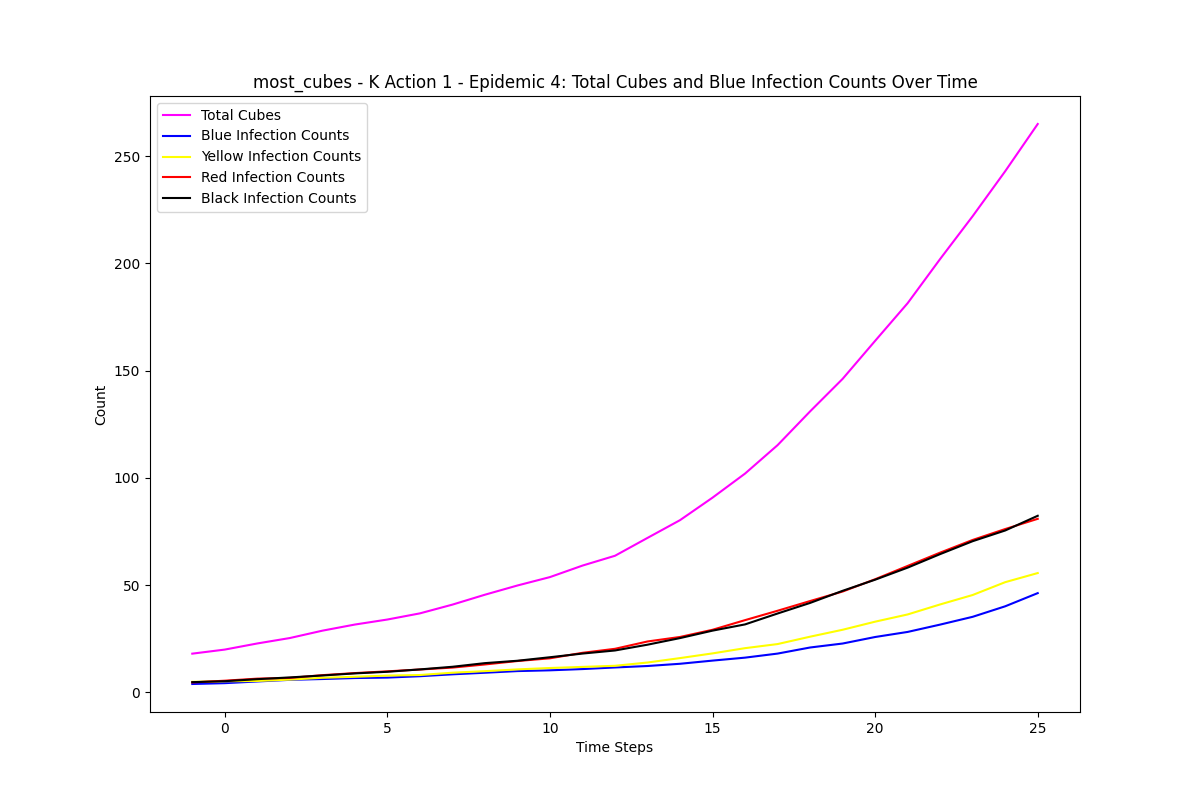 most_cubes - K Action 1 - Epidemic 4: Total Cubes and Blue Infection Counts Over Time
Total Cubes
Blue Infection Counts
Yellow Infection Counts
Red Infection Counts
Black Infection Counts
250
200
150
100
50
0
Count
0 5 10 15 20 25
Time Steps